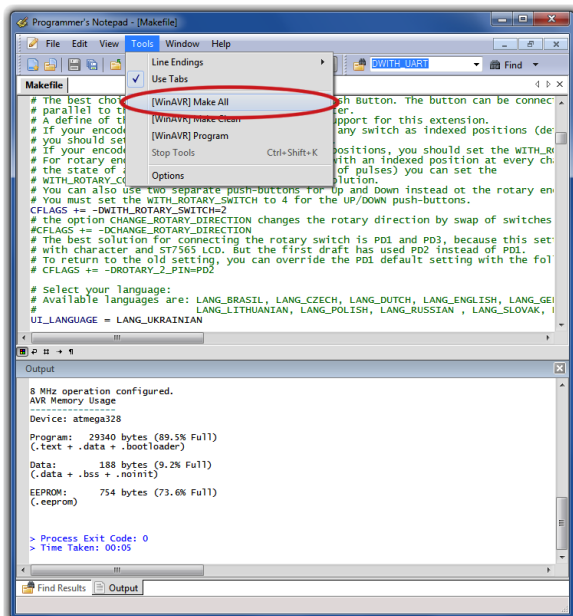 Programmer's Notepad - [Makefile]
File Edit View Tools Window Help
DWITH_UART Find
Line Endings
Use Tabs
[WinAVR] Make All
[WinAVR] Make Clean
[WinAVR] Program
Stop Tools Ctrl+Shift+K
Options
Makefile
# The best choi sh Button. The button can be connec
# parallel to th er.
# A define of th pport for this extension.
# If your encode any switch as indexed positions (de
# you should set
# If your encode positions, you should set the WITH_R
# For rotary en with an indexed position at every cha
# the state of a of pulses) you can set the
# WITH_ROTARY_CO olution.
# You can also use two separate push-buttons for Up and Down instead ot the rotary en
# You must set the WITH_ROTARY_SWITCH to 4 for the UP/DOWN push-buttons.
CFLAGS += -DWITH_ROTARY_SWITCH=2
# the option CHANGE_ROTARY_DIRECTION changes the rotary direction by swap of switches
#CFLAGS += -DCHANGE_ROTARY_DIRECTION
# The best solution for connecting the rotary switch is PD1 and PD3, because this set
# with character and ST7565 LCD. But the first draft has used PD2 instead of PD1.
# To return to the old setting, you can override the PD1 default setting with the fol
# CFLAGS += -DROTARY_2_PIN=PD2
# Select your language:
# Available languages are: LANG_BRASIL, LANG_CZECH, LANG_DUTCH, LANG_ENGLISH, LANG_GE
# LANG_LITHUANIAN, LANG_POLISH, LANG_RUSSIAN , LANG_SLOVAK,
UI_LANGUAGE = LANG_UKRAINIAN
Output
8 MHz operation configured.
AVR Memory Usage
----------------
Device: atmega328
Program: 29340 bytes (89.5% Full)
(.text + .data + .bootloader)
Data: 188 bytes (9.2% Full)
(.data + .bss + .noinit)
EEPROM: 754 bytes (73.6% Full)
(.eeprom)
> Process Exit Code: 0
> Time Taken: 00:05
Find Results Output